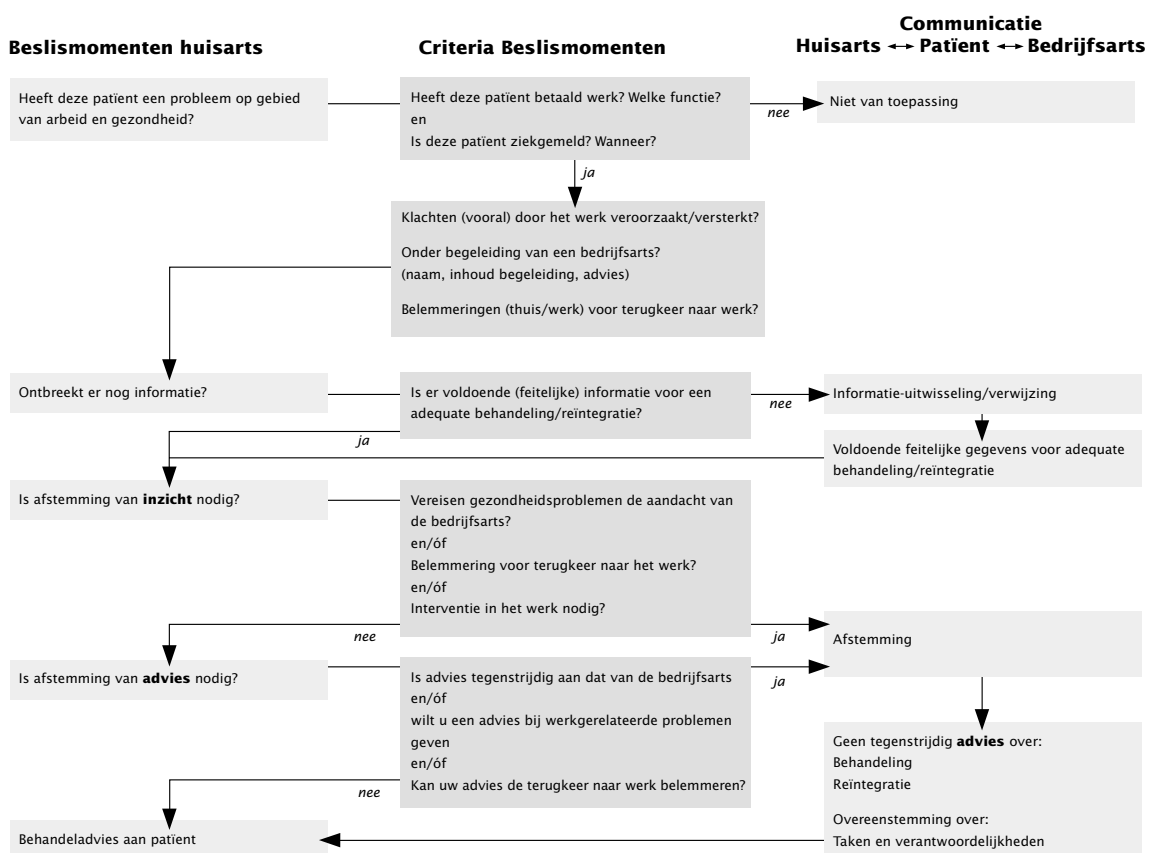 Communicatie
Beslismomenten huisarts
Criteria Beslismomenten
Huisarts ↔ Patïent ↔ Bedrijfsarts
Heeft deze patïent een probleem op gebied
van arbeid en gezondheid?
Heeft deze patïent betaald werk? Welke functie?
en
Is deze patïent ziekgemeld? Wanneer?
nee
Niet van toepassing
ja
Klachten (vooral) door het werk veroorzaakt/versterkt?
Onder begeleiding van een bedrijfsarts?
(naam, inhoud begeleiding, advies)
Belemmeringen (thuis/werk) voor terugkeer naar werk?
Ontbreekt er nog informatie?
Is er voldoende (feitelijke) informatie voor een
adequate behandeling/reïntegratie?
nee
Informatie-uitwisseling/verwijzing
ja
Voldoende feitelijke gegevens voor adequate
behandeling/reïntegratie
Is afstemming van inzicht nodig?
Vereisen gezondheidsproblemen de aandacht van
de bedrijfsarts?
en/óf
Belemmering voor terugkeer naar het werk?
en/óf
Interventie in het werk nodig?
nee
ja
Afstemming
Is afstemming van advies nodig?
Is advies tegenstrijdig aan dat van de bedrijfsarts
en/óf
wilt u een advies bij werkgerelateerde problemen
geven
en/óf
Kan uw advies de terugkeer naar werk belemmeren?
ja
nee
Geen tegenstrijdig advies over:
Behandeling
Reïntegratie
Overeenstemming over:
Taken en verantwoordelijkheden
Behandeladvies aan patïent